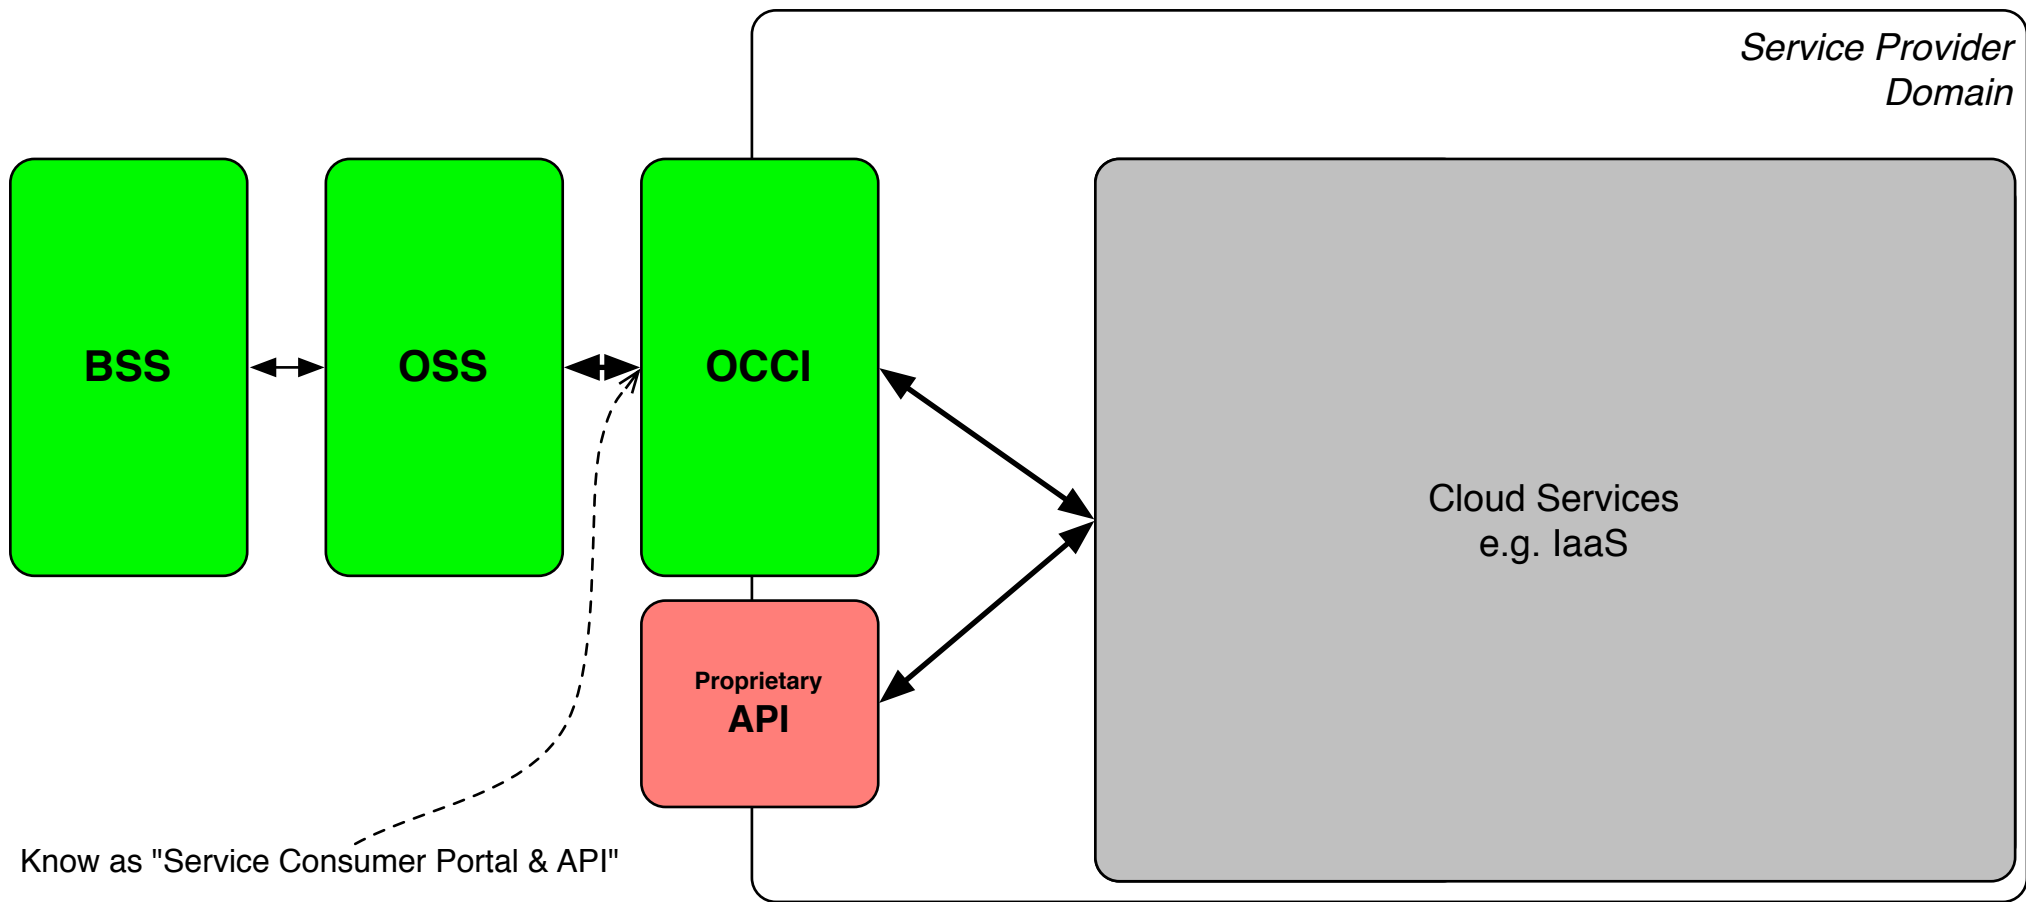 Service Provider
Domain
BSS
OSS
OCCI
Cloud Services
e.g. IaaS
Proprietary
API
Know as "Service Consumer Portal & API"